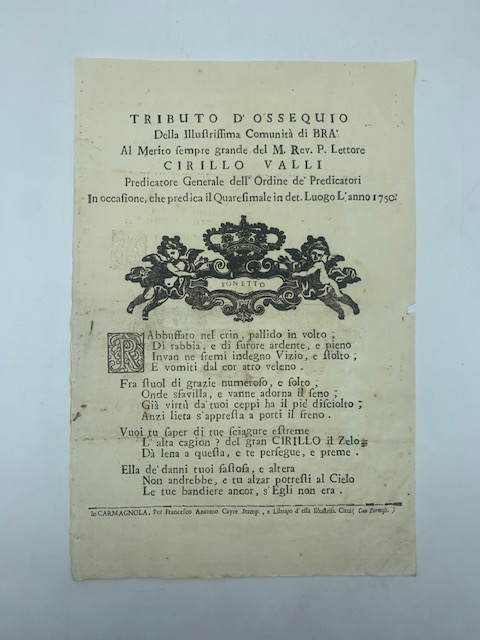 TRIBUTO D'OSSEQUIO
Della Illustrissima Comunità di BRA'
Al Merito sempre grande del M. Rev. P. Lettore
CIRILLO VALLI
Predicatore Generale dell' Ordine de' Predicatori
In occasione, che predica il Quaresimale in det. Luogo L'anno 1750.
SONETTO
RAbbuffato nel crin, pallido in volto;
Di rabbia, e di furore ardente, e pieno
Invan ne fremi indegno Vizio, e stolto;
E vomiti dal cor atro veleno.
Fra stuol di grazie numeroso, e folto;
Onde sfavilla, e vanne adorna il seno;
Già virtù da' tuoi ceppi ha il piè disciolto;
Anzi lieta s'appresta a porti il freno.
Vuoi tu saper di tue sciagure estreme
L'alta cagion? del gran CIRILLO il Zelo
Dà lena a questa, e te persegue, e preme.
Ella de' danni tuoi fastosa, e altera
Non andrebbe, e tu alzar potresti al Cielo
Le tue bandiere ancor, s'Egli non era.
In CARMAGNOLA, Per Francesco Antonio Cayre Stamp., e Librajo d'essa Illustriss. Città ( Con Permiss. )